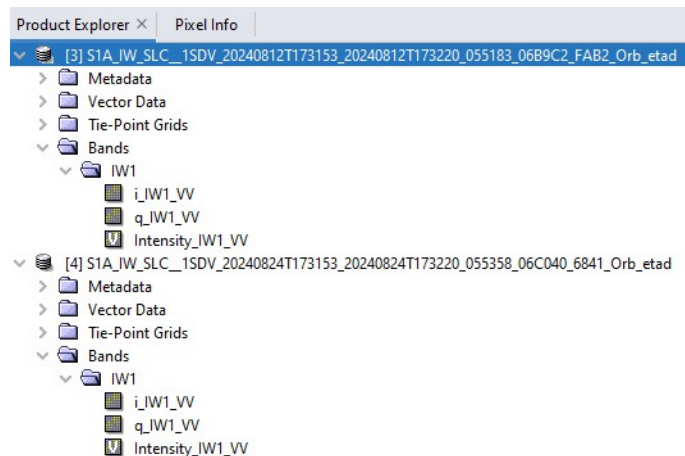 Product Explorer × Pixel Info
[3] S1A_IW_SLC__1SDV_20240812T173153_20240812T173220_055183_06B9C2_FAB2_Orb_etad
Metadata
Vector Data
Tie-Point Grids
Bands
IW1
i_IW1_VV
q_IW1_VV
Intensity_IW1_VV
[4] S1A_IW_SLC__1SDV_20240824T173153_20240824T173220_055358_06C040_6841_Orb_etad
Metadata
Vector Data
Tie-Point Grids
Bands
IW1
i_IW1_VV
q_IW1_VV
Intensity_IW1_VV